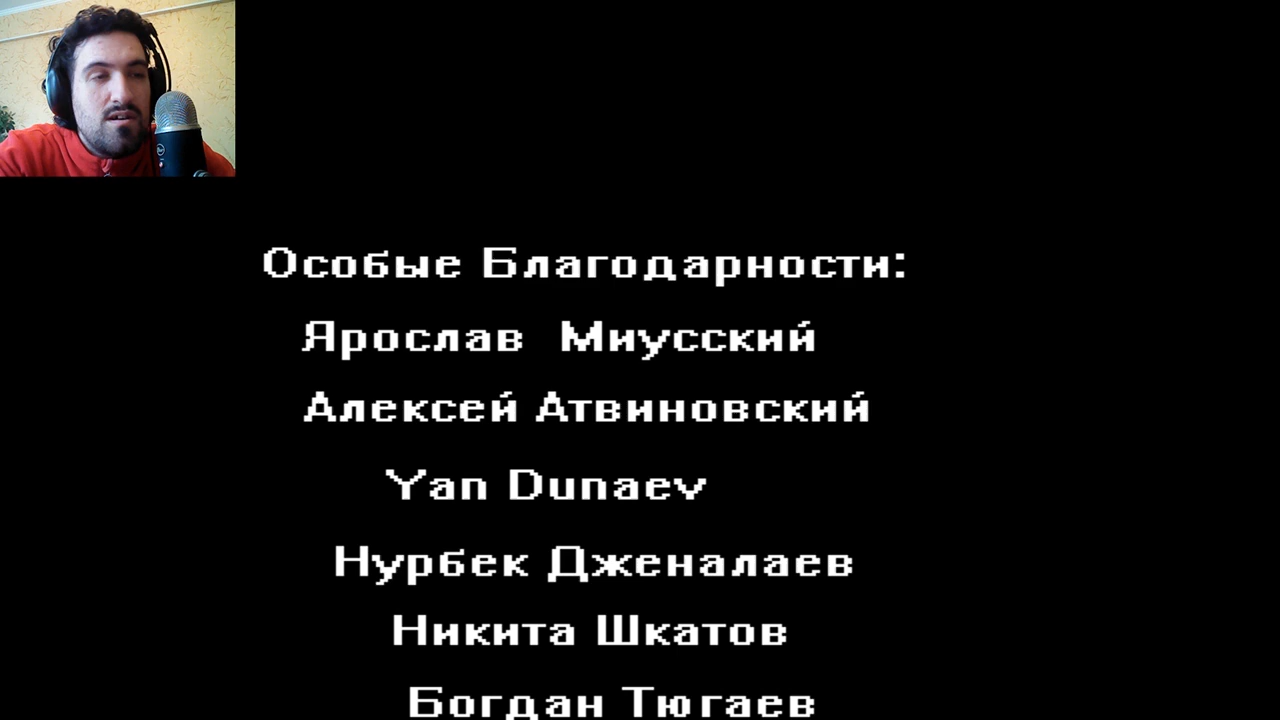 Особые Благодарности:
Ярослав Миусский
Алексей Атвиновский
Yan Dunaev
Нурбек Дженалаев
Никита Шкатов
Богдан Тюгаев